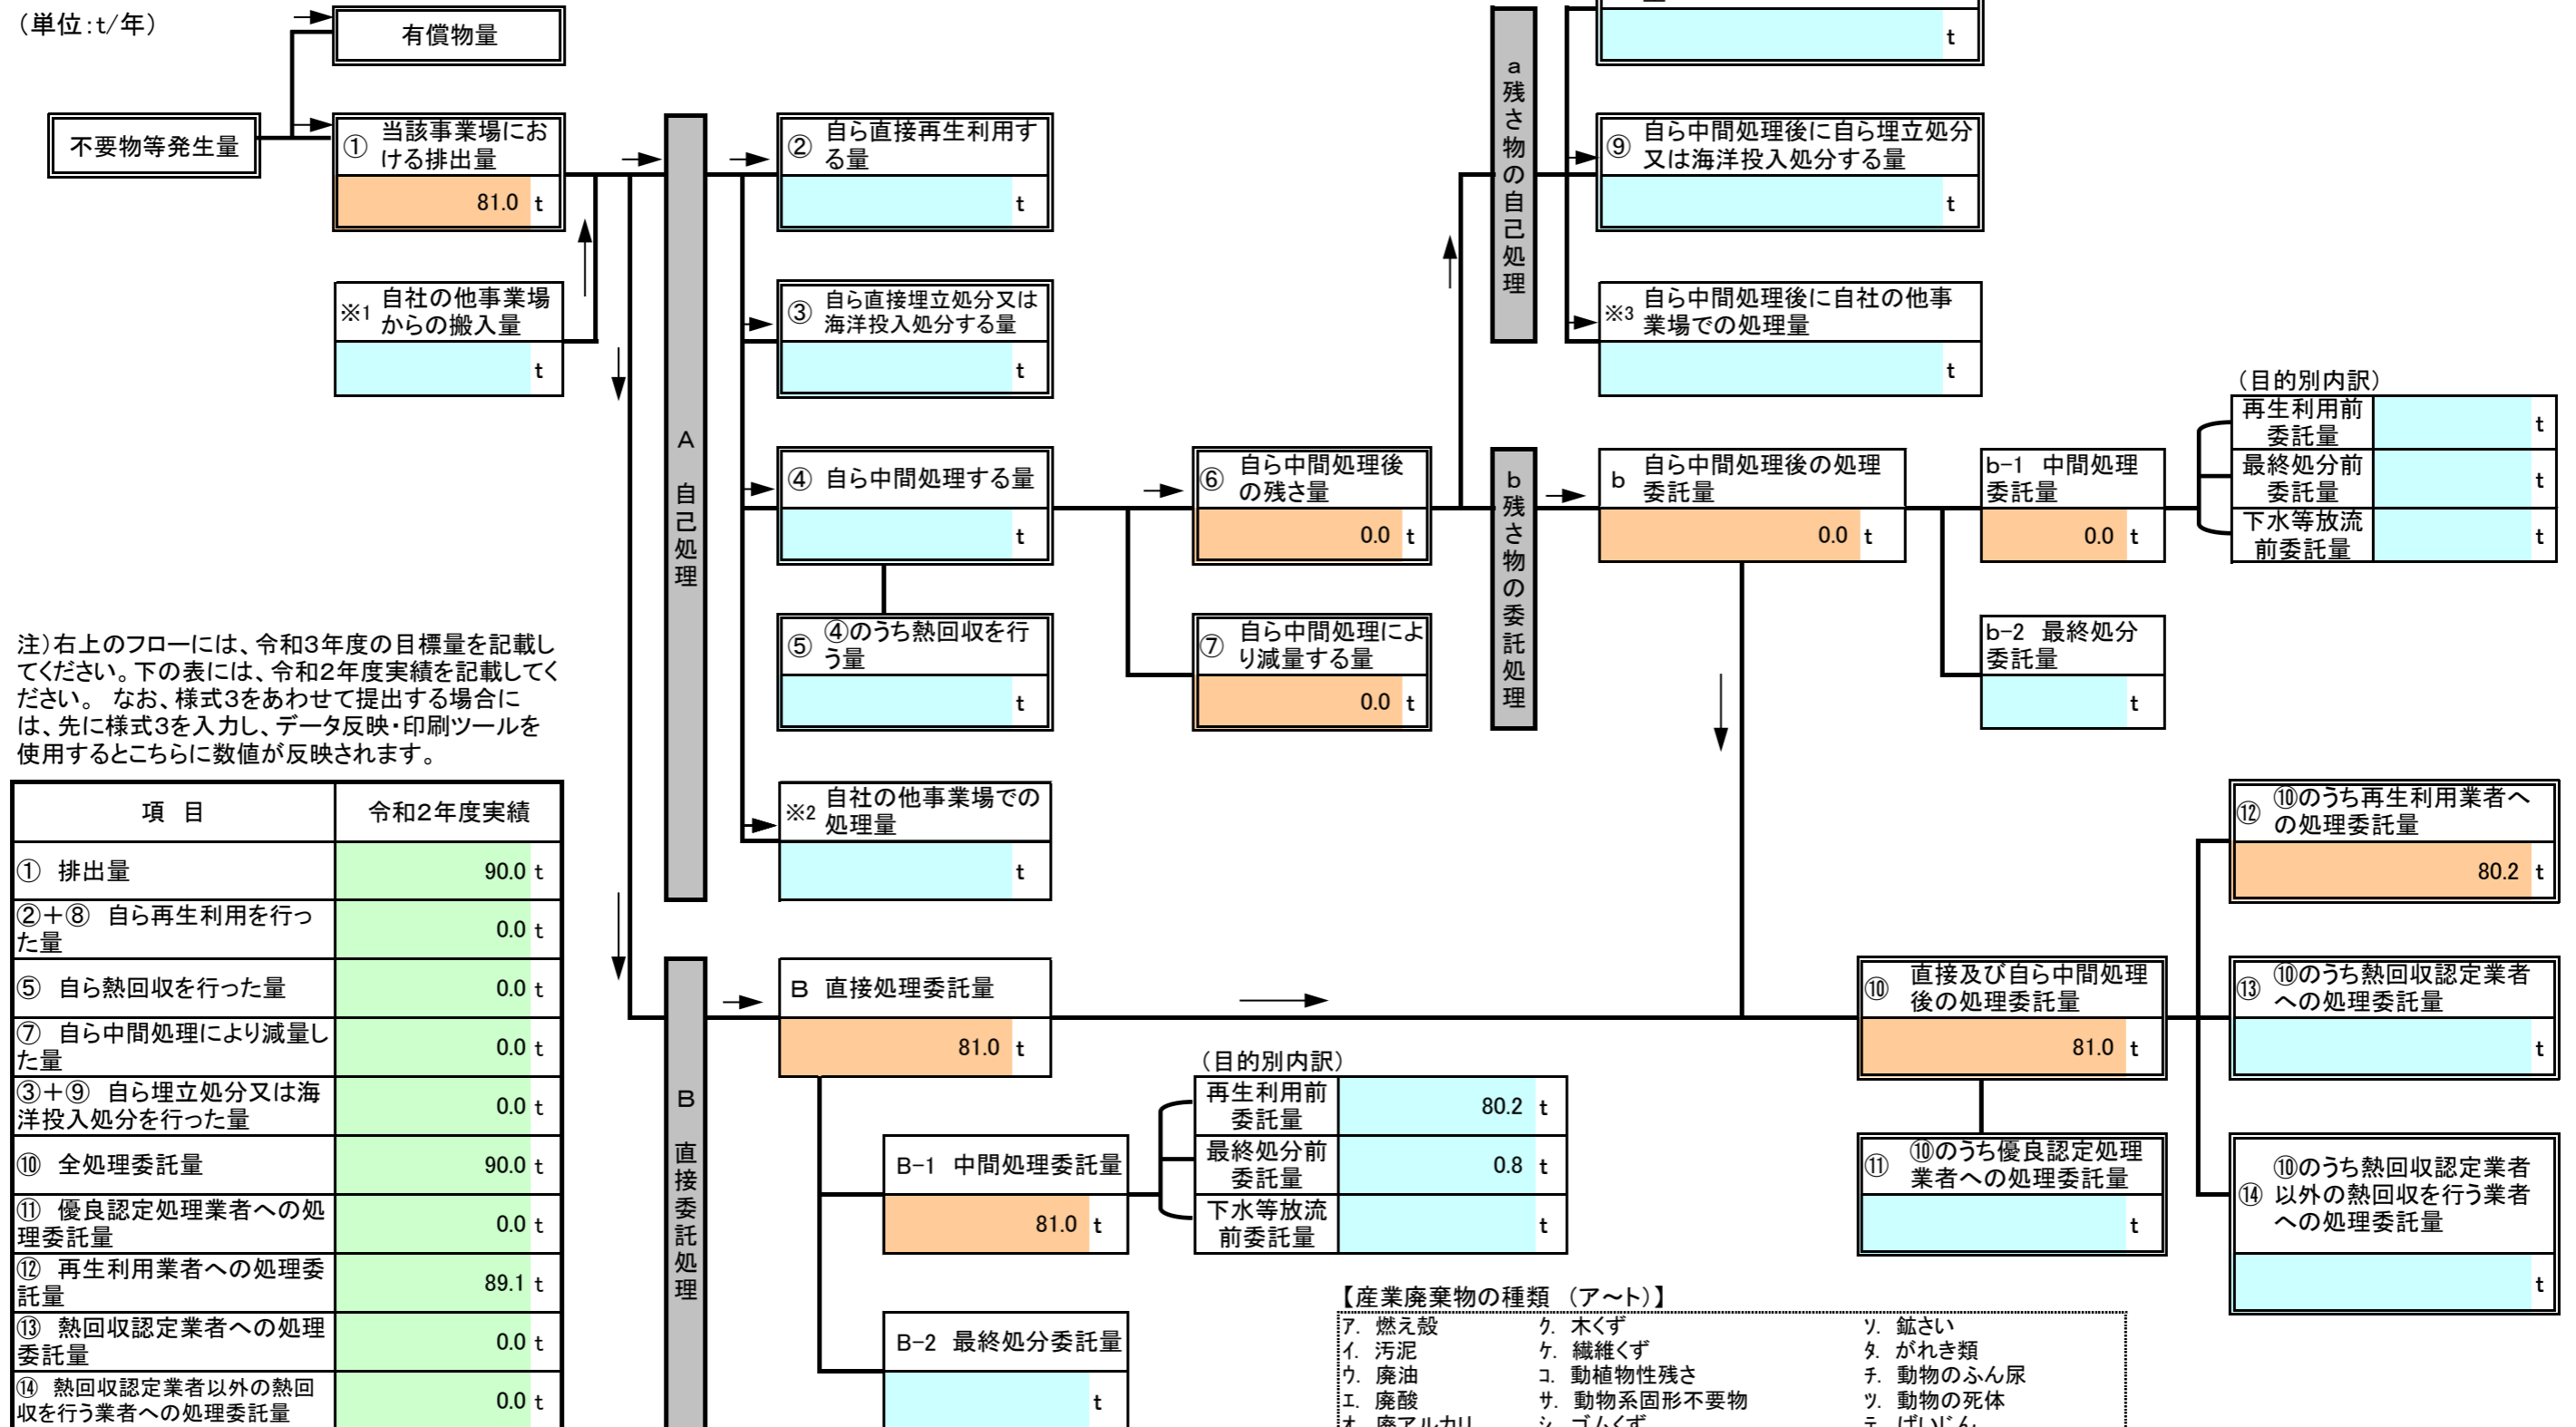 （単位：t/年）
有償物量
不要物等発生量
① 当該事業場にお
ける排出量
81.0 t
※1 自社の他事業場
からの搬入量
t
A 自己処理
② 自ら直接再生利用す
る量
t
③ 自ら直接埋立処分又は
海洋投入処分する量
t
④ 自ら中間処理する量
t
⑤ ④のうち熱回収を行
う量
t
※2 自社の他事業場での
処理量
t
⑥ 自ら中間処理後
の残さ量
0.0 t
⑦ 自ら中間処理によ
り減量する量
0.0 t
a 残さ物の自己処理
t
⑨ 自ら中間処理後に自ら埋立処分
又は海洋投入処分する量
t
※3 自ら中間処理後に自社の他事
業場での処理量
t
b 残さ物の委託処理
b 自ら中間処理後の処理
委託量
0.0 t
b-1 中間処理
委託量
0.0 t
（目的別内訳）
再生利用前
委託量
t
最終処分前
委託量
t
下水等放流
前委託量
t
b-2 最終処分
委託量
t
注）右上のフローには、令和３年度の目標量を記載し
てください。下の表には、令和２年度実績を記載してく
ださい。 なお、様式３をあわせて提出する場合に
は、先に様式３を入力し、データ反映・印刷ツールを
使用するとこちらに数値が反映されます。
項 目 令和２年度実績
① 排出量 90.0 t
②＋⑧ 自ら再生利用を行っ
た量 0.0 t
⑤ 自ら熱回収を行った量 0.0 t
⑦ 自ら中間処理により減量し
た量 0.0 t
③＋⑨ 自ら埋立処分又は海
洋投入処分を行った量 0.0 t
⑩ 全処理委託量 90.0 t
⑪ 優良認定処理業者への処
理委託量 0.0 t
⑫ 再生利用業者への処理委
託量 89.1 t
⑬ 熱回収認定業者への処理
委託量 0.0 t
⑭ 熱回収認定業者以外の熱回
収を行う業者への処理委託量 0.0 t
B 直接委託処理
B 直接処理委託量
81.0 t
B-1 中間処理委託量
81.0 t
（目的別内訳）
再生利用前
委託量
80.2 t
最終処分前
委託量
0.8 t
下水等放流
前委託量
t
B-2 最終処分委託量
t
⑩ 直接及び自ら中間処理
後の処理委託量
81.0 t
⑪ ⑩のうち優良認定処理
業者への処理委託量
t
⑫ ⑩のうち再生利用業者へ
の処理委託量
80.2 t
⑬ ⑩のうち熱回収認定業者
への処理委託量
t
⑭ ⑩のうち熱回収認定業者
以外の熱回収を行う業者
への処理委託量
t
【産業廃棄物の種類 （ア～ト）】
ア. 燃え殻 ク. 木くず ソ. 鉱さい
イ. 汚泥 ケ. 繊維くず タ. がれき類
ウ. 廃油 コ. 動植物性残さ チ. 動物のふん尿
エ. 廃酸 サ. 動物系固形不要物 ツ. 動物の死体
オ. 廃アルカリ シ. ゴムくず テ. ばいじん